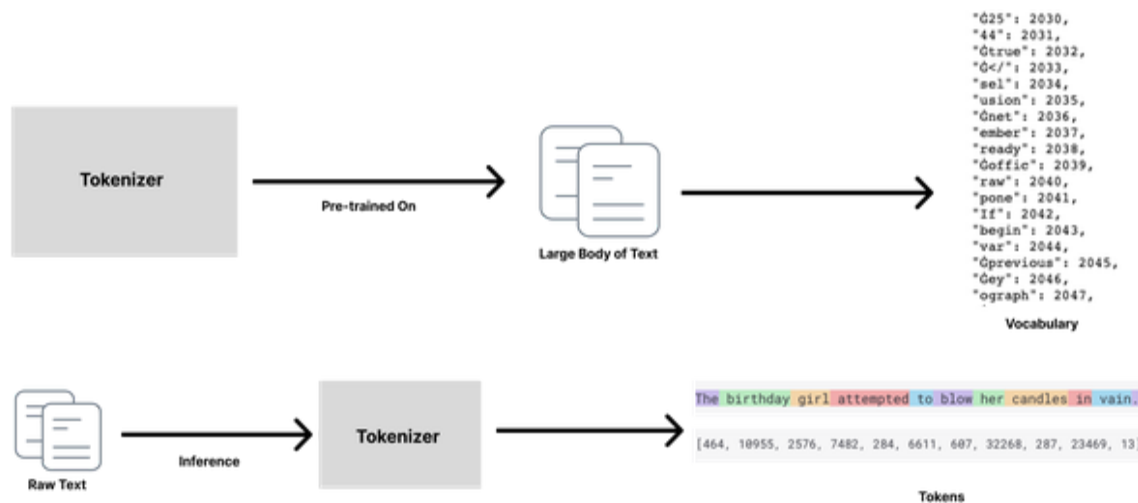 Tokenizer
Pre-trained On
Large Body of Text
"Ġ25": 2030,
"44": 2031,
"Ġtrue": 2032,
"Ġ</": 2033,
"sel": 2034,
"usion": 2035,
"Ġnet": 2036,
"ember": 2037,
"ready": 2038,
"Ġoffic": 2039,
"raw": 2040,
"pone": 2041,
"If": 2042,
"begin": 2043,
"var": 2044,
"Ġprevious": 2045,
"Ġey": 2046,
"ograph": 2047,
Vocabulary
Raw Text
Inference
Tokenizer
The birthday girl attempted to blow her candles in vain.
[464, 10955, 2576, 7482, 284, 6611, 607, 32268, 287, 23469, 13]
Tokens